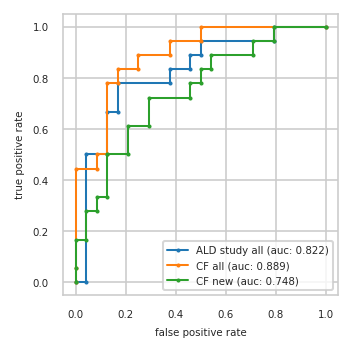 1.0
0.8
0.6
0.4
0.2
0.0
true positive rate
ALD study all (auc: 0.822)
CF all (auc: 0.889)
CF new (auc: 0.748)
0.0 0.2 0.4 0.6 0.8 1.0
false positive rate